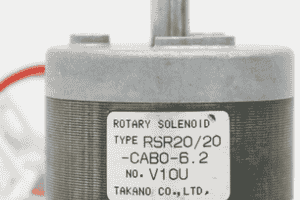 ROTARY SOLENOID
TYPE RSR20/20
-CAB0-6.2
NO. V10U
TAKANO CO.,LTD.